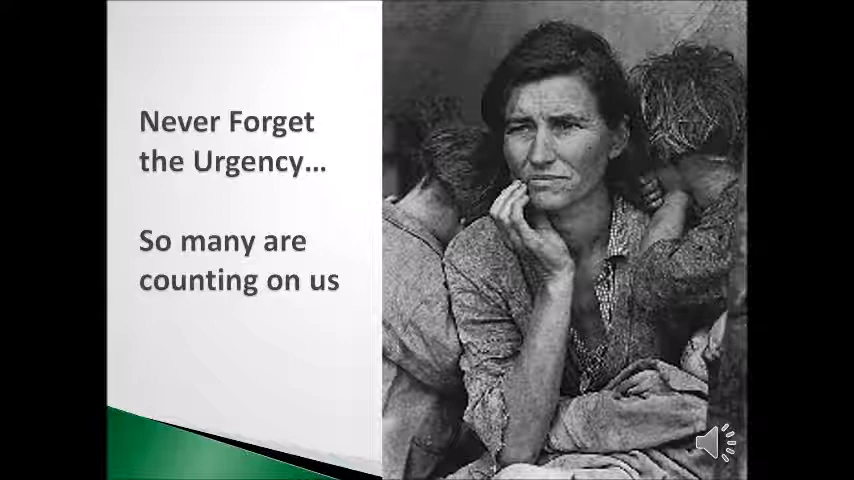 Never Forget
the Urgency...
So many are
counting on us